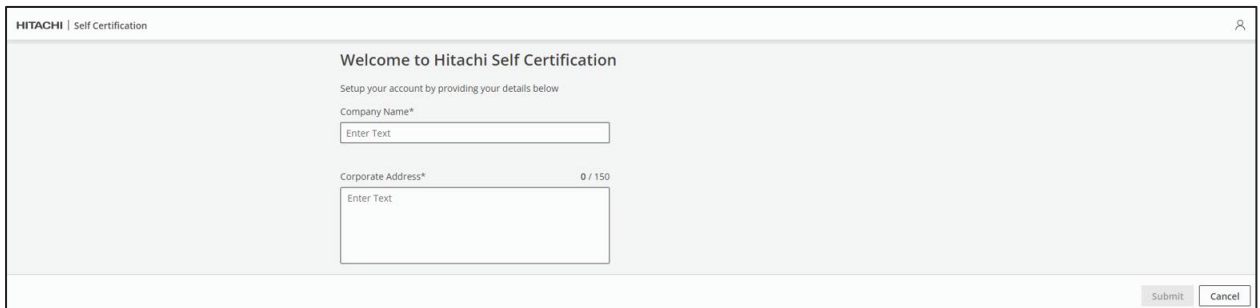 HITACHI | Self Certification
Welcome to Hitachi Self Certification
Setup your account by providing your details below
Company Name*
Enter Text
Corporate Address* 0 / 150
Enter Text
Submit Cancel